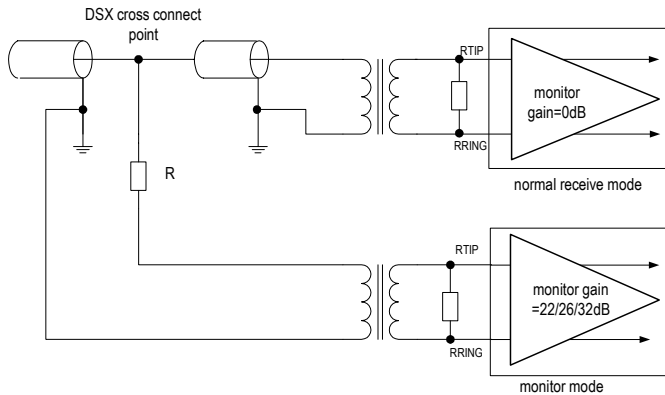 DSX cross connect
point
RTIP
monitor
gain=0dB
RRING
normal receive mode
R
RTIP
monitor gain
=22/26/32dB
RRING
monitor mode